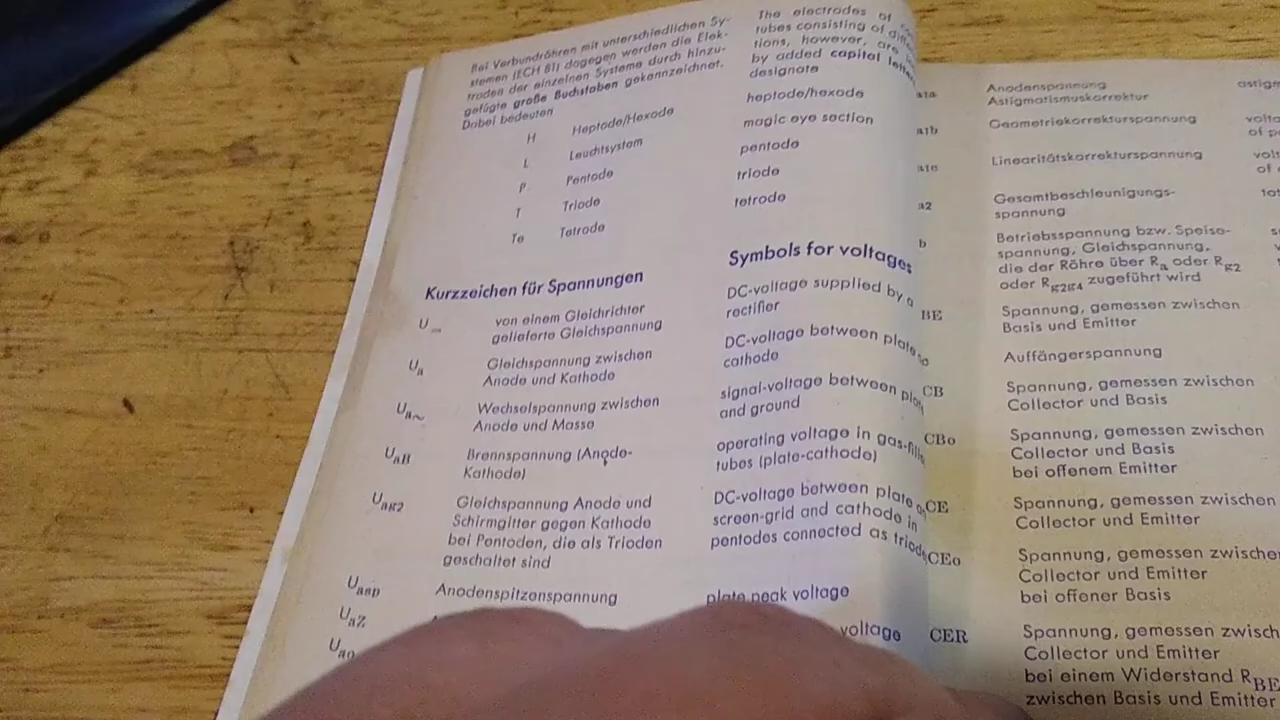 Bei Verbundröhren mit unterschiedlichen Sy-
stemen (ECH 81) dagegen werden die Elek-
troden der einzelnen Systeme durch hinzu-
gefügte große Buchstaben gekennzeichnet.
Dabei bedeuten
H Heptode/Hexode
L Leuchtsystem
P Pentode
T Triode
Te Tetrode
Kurzzeichen für Spannungen
U von einem Gleichrichter
gelieferte Gleichspannung
Ua Gleichspannung zwischen
Anode und Kathode
Ua~ Wechselspannung zwischen
Anode und Masse
UaB Brennspannung (Anode-
Kathode)
Uag2 Gleichspannung Anode und
Schirmgitter gegen Kathode
bei Pentoden, die als Trioden
geschaltet sind
Uasp Anodenspitzenspannung
UaZ
Uao
The electrodes of
tubes consisting of
tions, however, are
by added capital
designate
heptode/hexode
magic eye section
pentode
triode
tetrode
Symbols for voltages
DC-voltage supplied by a
rectifier
DC-voltage between plate
cathode
signal-voltage between
and ground
operating voltage in
tubes (plate-cathode)
DC-voltage between plate
screen-grid and cathode in
pentodes connected as
plate peak voltage
voltage
Anodenspannung
Astigmatismuskorrektur
a1b Geometriekorrekturspannung
Linearitätskorrekturspannung
a2 Gesamtbeschleunigungs-
spannung
b Betriebsspannung bzw. Speise-
spannung, Gleichspannung,
die der Röhre über Ra oder Rg2
oder Rg2g4 zugeführt wird
BE Spannung, gemessen zwischen
Basis und Emitter
Auffängerspannung
CB Spannung, gemessen zwischen
Collector und Basis
CBo Spannung, gemessen zwischen
Collector und Basis
bei offenem Emitter
CE Spannung, gemessen zwischen
Collector und Emitter
CEo Spannung, gemessen zwische
Collector und Emitter
bei offener Basis
CER Spannung, gemessen zwisch
Collector und Emitter
bei einem Widerstand RBE
zwischen Basis und Emitter
astig
volta
of p
volt
of